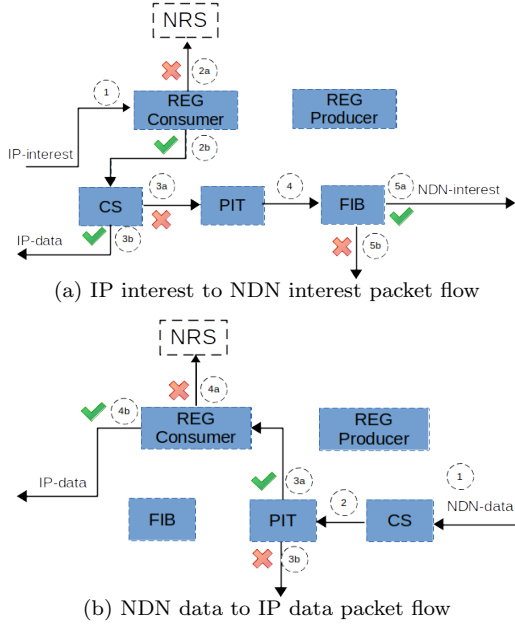 NRS
2a
1
REG
Consumer
REG
Producer
IP-interest
2b
3a
4
5a
NDN-interest
CS
PIT
FIB
IP-data
3b
5b
(a) IP interest to NDN interest packet flow
NRS
4a
4b
REG
Consumer
REG
Producer
IP-data
3a
1
2
NDN-data
FIB
PIT
CS
3b
(b) NDN data to IP data packet flow